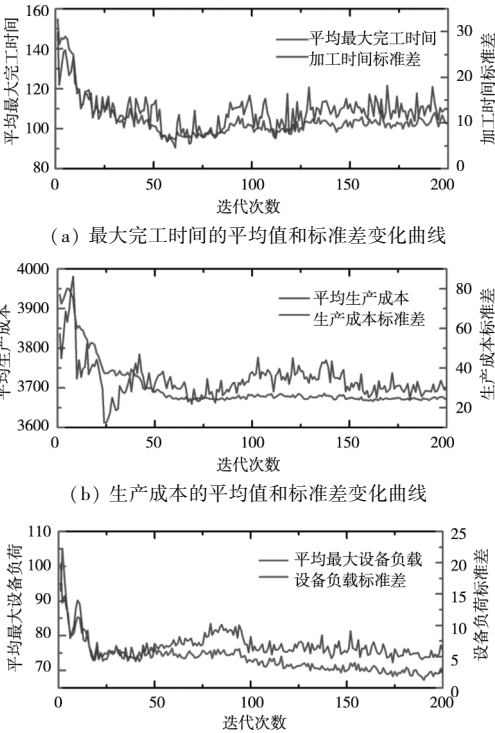 160
140
120
100
80
30
20
10
0
平均最大完工时间
加工时间标准差
平均最大完工时间
加工时间标准差
0
50
100
150
200
迭代次数
(a) 最大完工时间的平均值和标准差变化曲线
4000
3900
3800
3700
3600
80
60
40
20
平均生产成本
生产成本标准差
平均生产成本
生产成本标准差
0
50
100
150
200
迭代次数
(b) 生产成本的平均值和标准差变化曲线
110
100
90
80
70
25
20
15
10
5
0
平均最大设备负荷
设备负荷标准差
平均最大设备负载
设备负载标准差
0
50
100
150
200
迭代次数